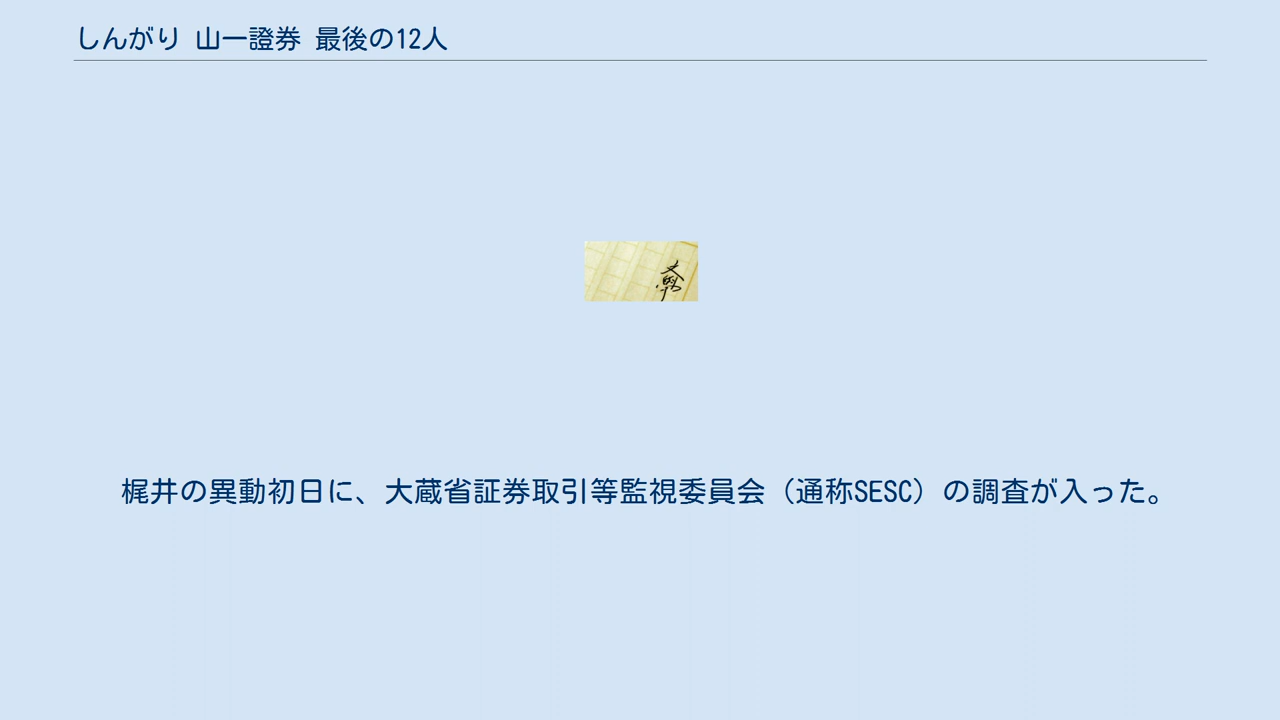 しんがり 山一證券 最後の12人
梶井の異動初日に、大蔵省証券取引等監視委員会（通称SESC）の調査が入った。